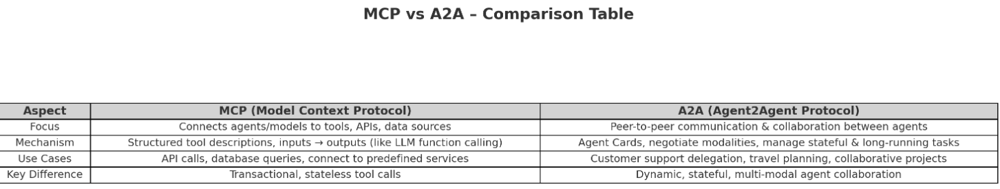 MCP vs A2A – Comparison Table
Aspect MCP (Model Context Protocol) A2A (Agent2Agent Protocol)
Focus Connects agents/models to tools, APIs, data sources Peer-to-peer communication & collaboration between agents
Mechanism Structured tool descriptions, inputs → outputs (like LLM function calling) Agent Cards, negotiate modalities, manage stateful & long-running tasks
Use Cases API calls, database queries, connect to predefined services Customer support delegation, travel planning, collaborative projects
Key Difference Transactional, stateless tool calls Dynamic, stateful, multi-modal agent collaboration